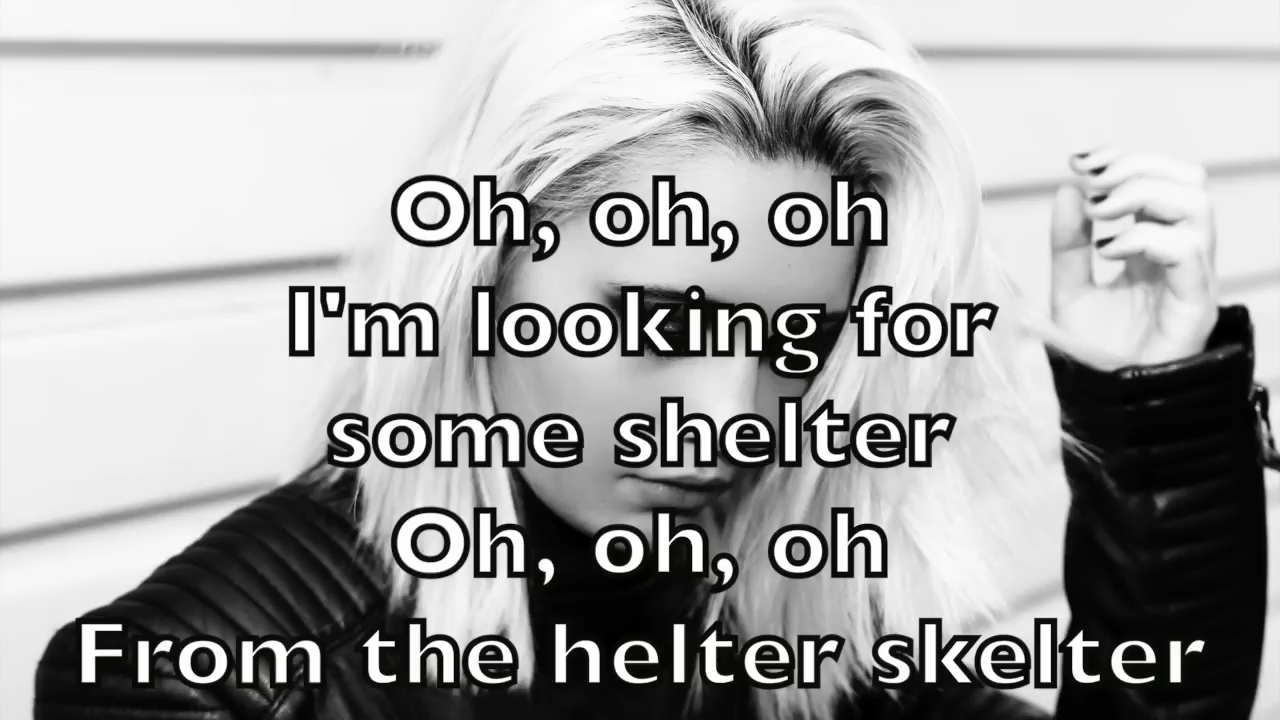 Oh, oh, oh
I'm looking for
some shelter
Oh, oh, oh
From the helter skelter